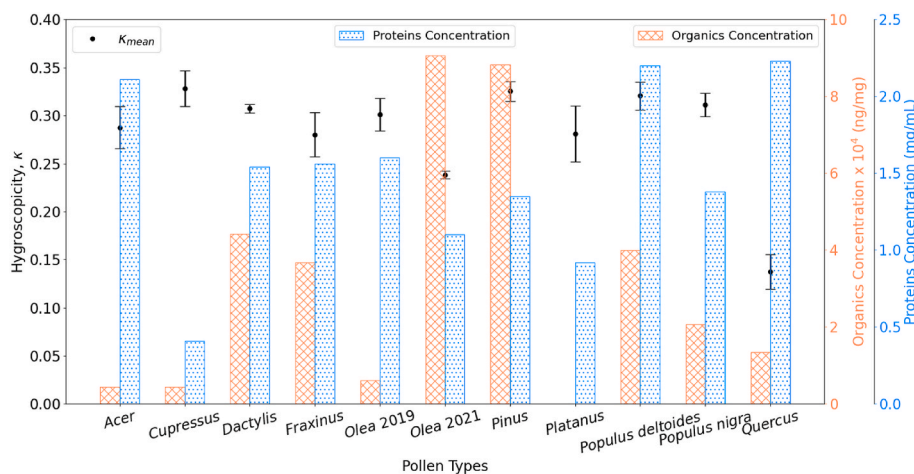 κmean
Proteins Concentration
Organics Concentration
Hygroscopicity, κ
0.40
0.35
0.30
0.25
0.20
0.15
0.10
0.05
0.00
Acer
Cupressus
Dactylis
Fraxinus
Olea 2019
Olea 2021
Pinus
Platanus
Populus deltoides
Populus nigra
Quercus
Pollen Types
10
8
6
4
2
0
Organics Concentration x 10⁴ (ng/mg)
2.5
2.0
1.5
1.0
0.5
0.0
Proteins Concentration (mg/mL)